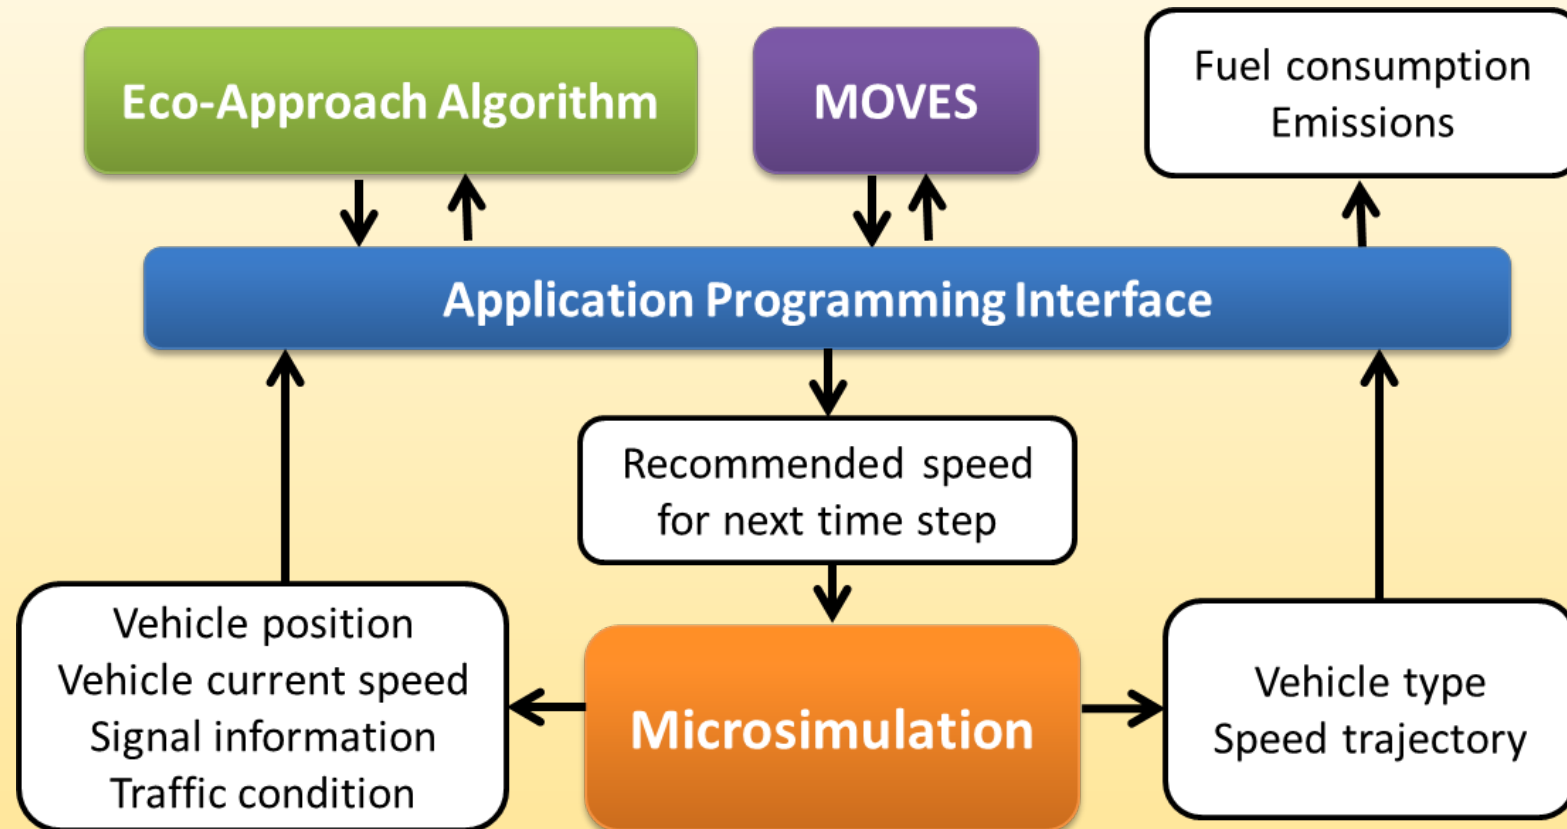 Eco-Approach Algorithm
MOVES
Fuel consumption
Emissions
Application Programming Interface
Recommended speed
for next time step
Vehicle position
Vehicle current speed
Signal information
Traffic condition
Microsimulation
Vehicle type
Speed trajectory